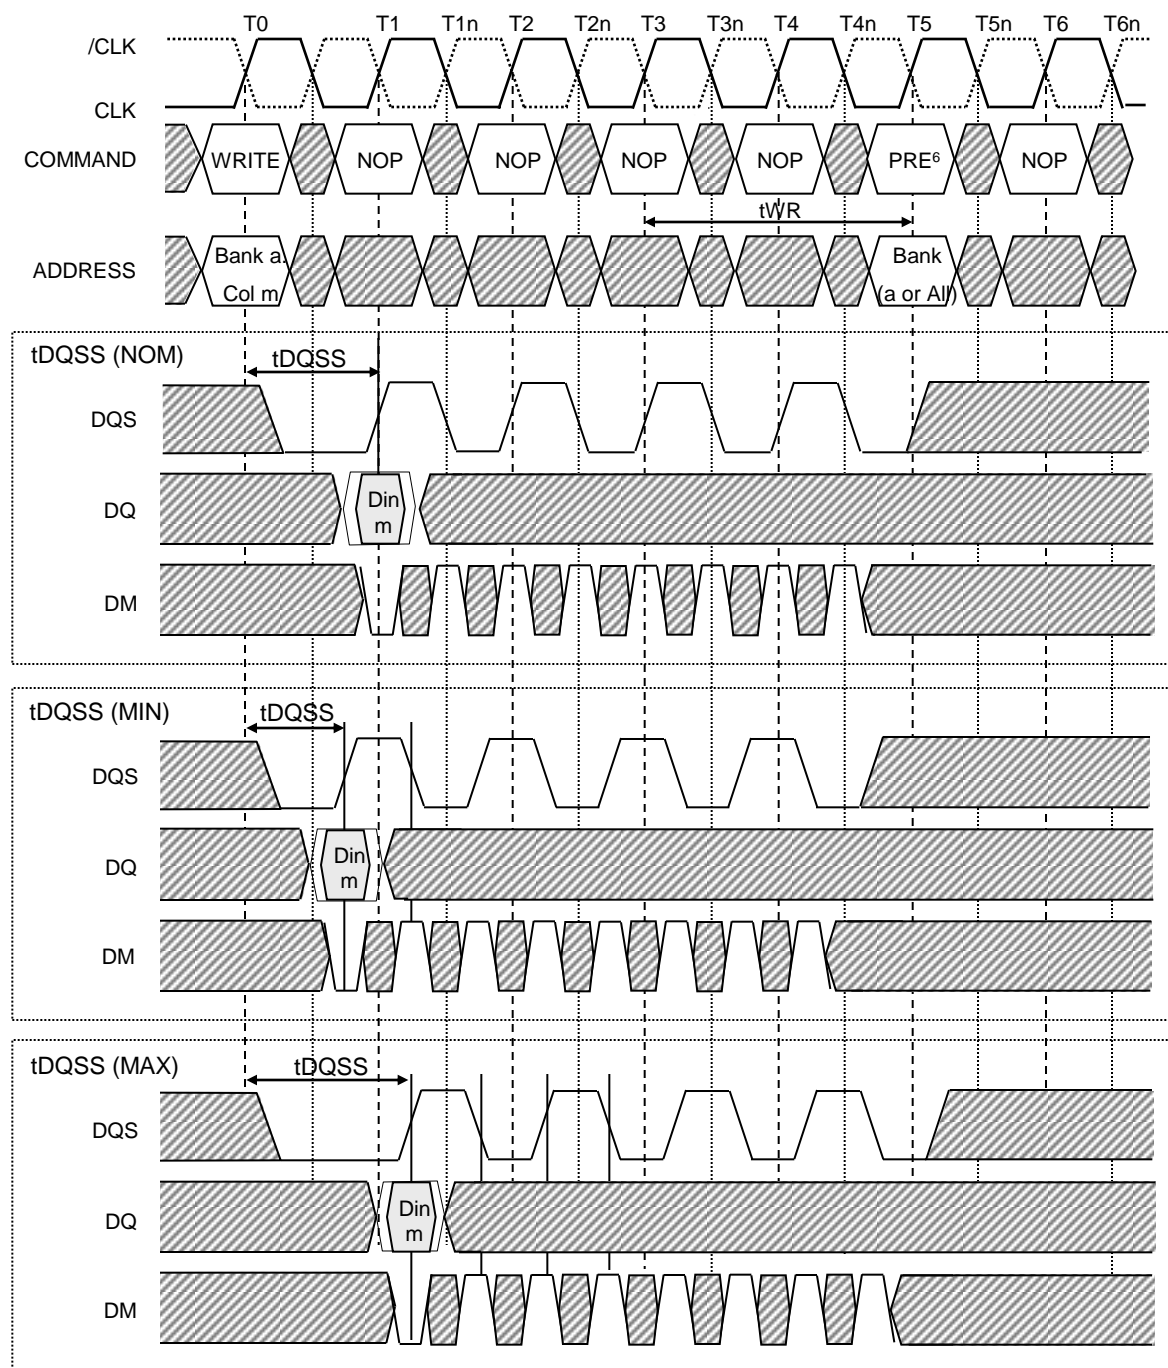 T0 T1 T1n T2 T2n T3 T3n T4 T4n T5 T5n T6 T6n
/CLK
CLK
COMMAND WRITE NOP NOP NOP NOP PRE⁶ NOP
tWR
ADDRESS Bank a. Bank
Col m (a or All)
tDQSS (NOM) tDQSS
DQS
DQ Din
m
DM
tDQSS (MIN) tDQSS
DQS
DQ Din
m
DM
tDQSS (MAX) tDQSS
DQS
DQ Din
m
DM